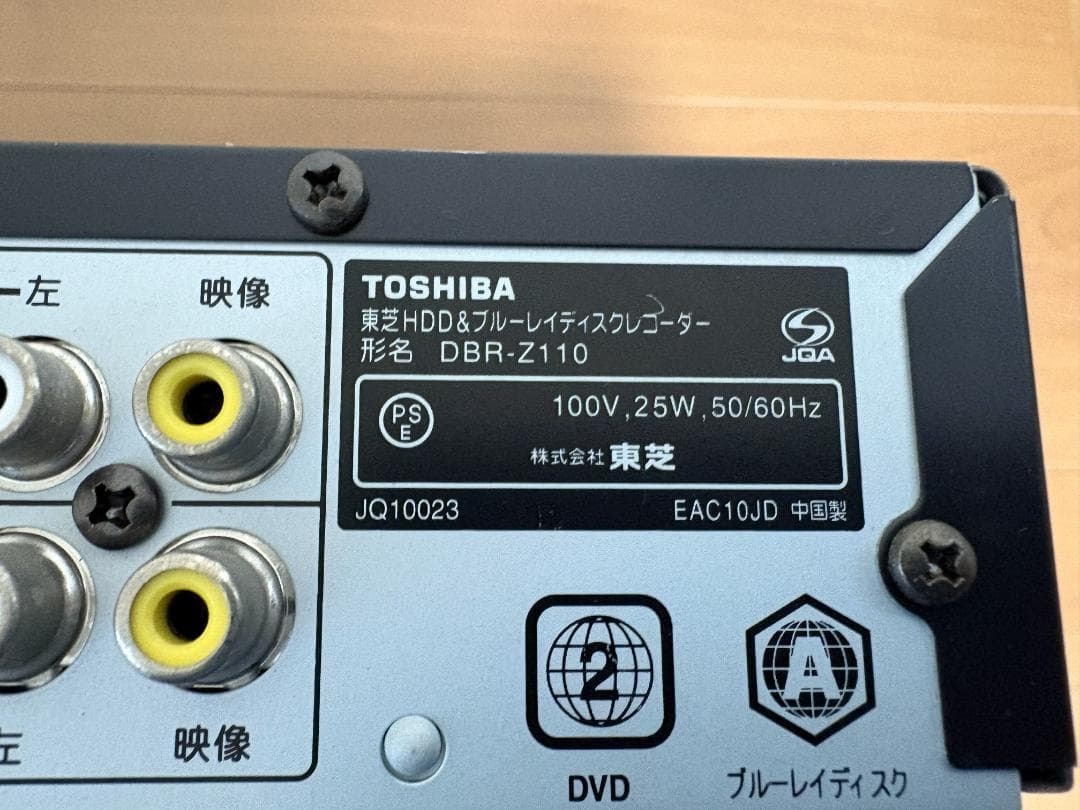 ー左
映像
TOSHIBA
東芝HDD&ブルーレイディスクレコーダー
形名 DBR-Z110
JQA
PS
E
100V,25W,50/60Hz
株式会社 東芝
JQ10023
EAC10JD 中国製
左
映像
2
DVD
A
ブルーレイディスク